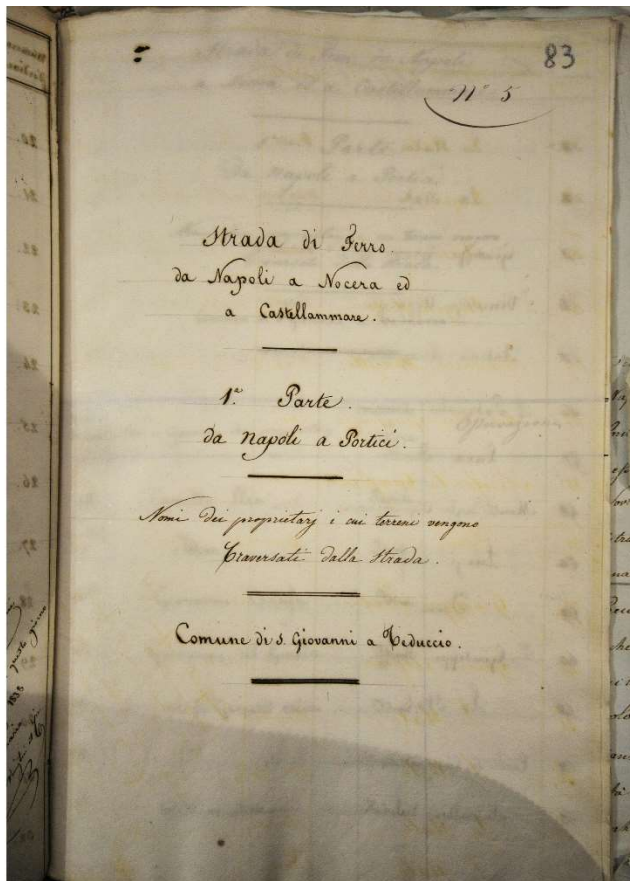 83
N.º 5
Strada di Ferro.
da Napoli a Nocera ed
a Castellammare.
1.ª Parte.
da Napoli a Portici.
Nomi dei proprietarj i cui terreni vengono
traversati dalla strada.
Comune di S. Giovanni a Teduccio.